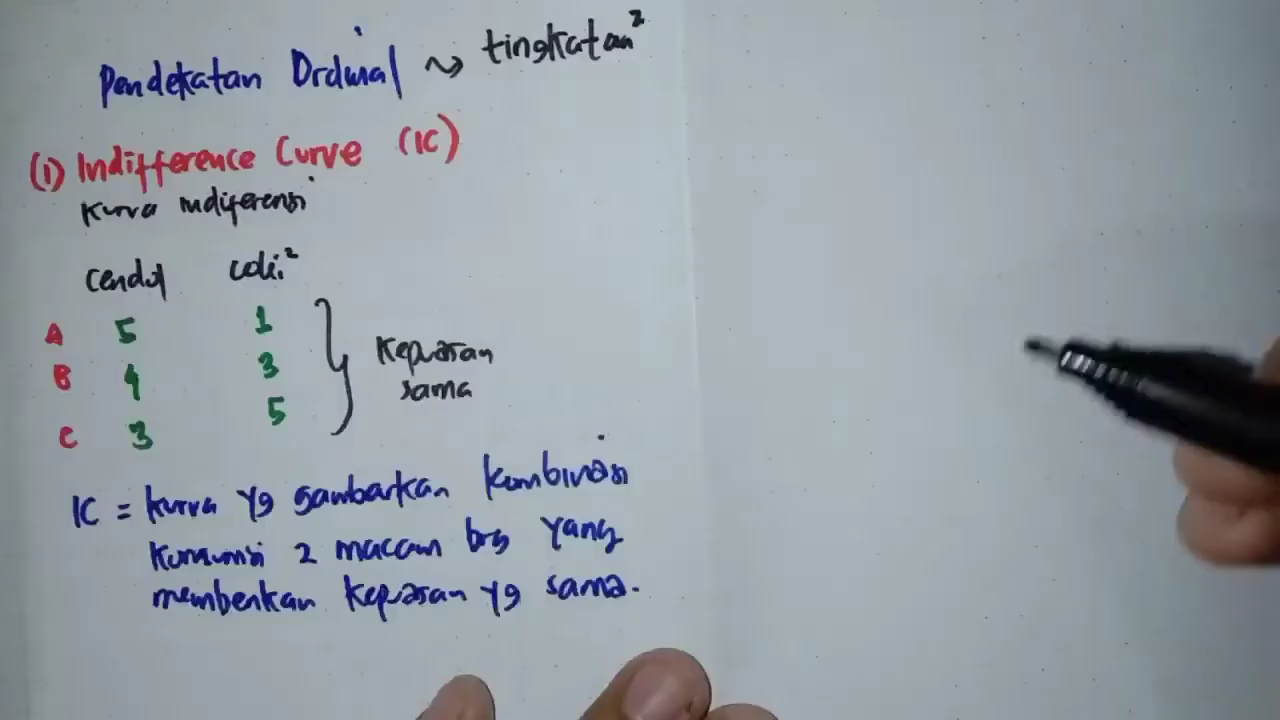 Pendekatan Ordinal ~> tingkatan²
(1) Indifference Curve (IC)
Kurva indiferensi
cendol coki²
A 5 1
B 4 3
C 3 5
Kepuasan
sama
IC = kurva yg gambarkan kombinasi
konsumsi 2 macam brg yang
memberikan kepuasan yg sama.